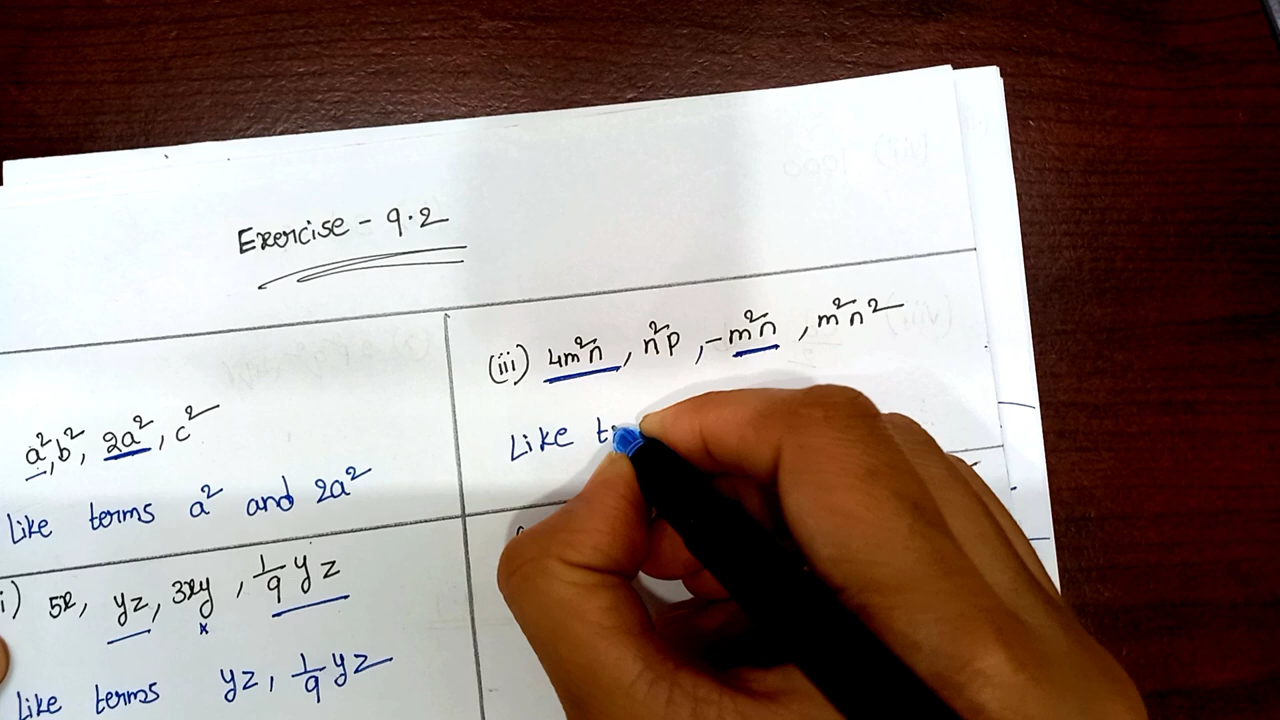 Exercise - 9.2
a², b², 2a², c²
Like terms a² and 2a²
i) 5x, yz, 3xy, 1/9 yz
Like terms yz, 1/9 yz
(iii) 4m²n, n²p, -m²n, m²n²
Like